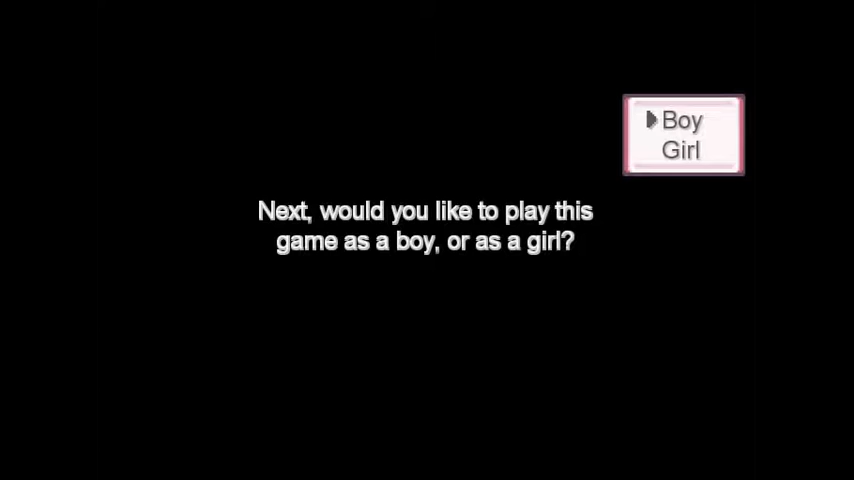 Boy
Girl
Next, would you like to play this
game as a boy, or as a girl?